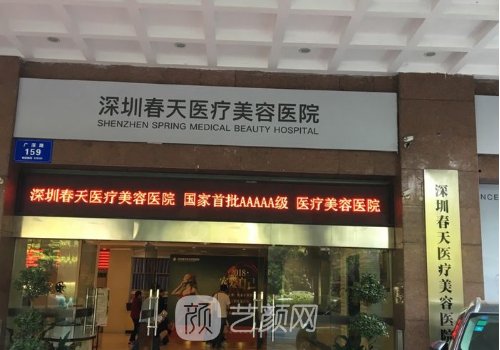 深圳春天医疗美容医院
SHENZHEN SPRING MEDICAL BEAUTY HOSPITAL
159
深圳春天医疗美容医院 国家首批AAAAA级 医疗美容医院
深圳春天医疗美容医院
NCE
2018
颜 艺颜网